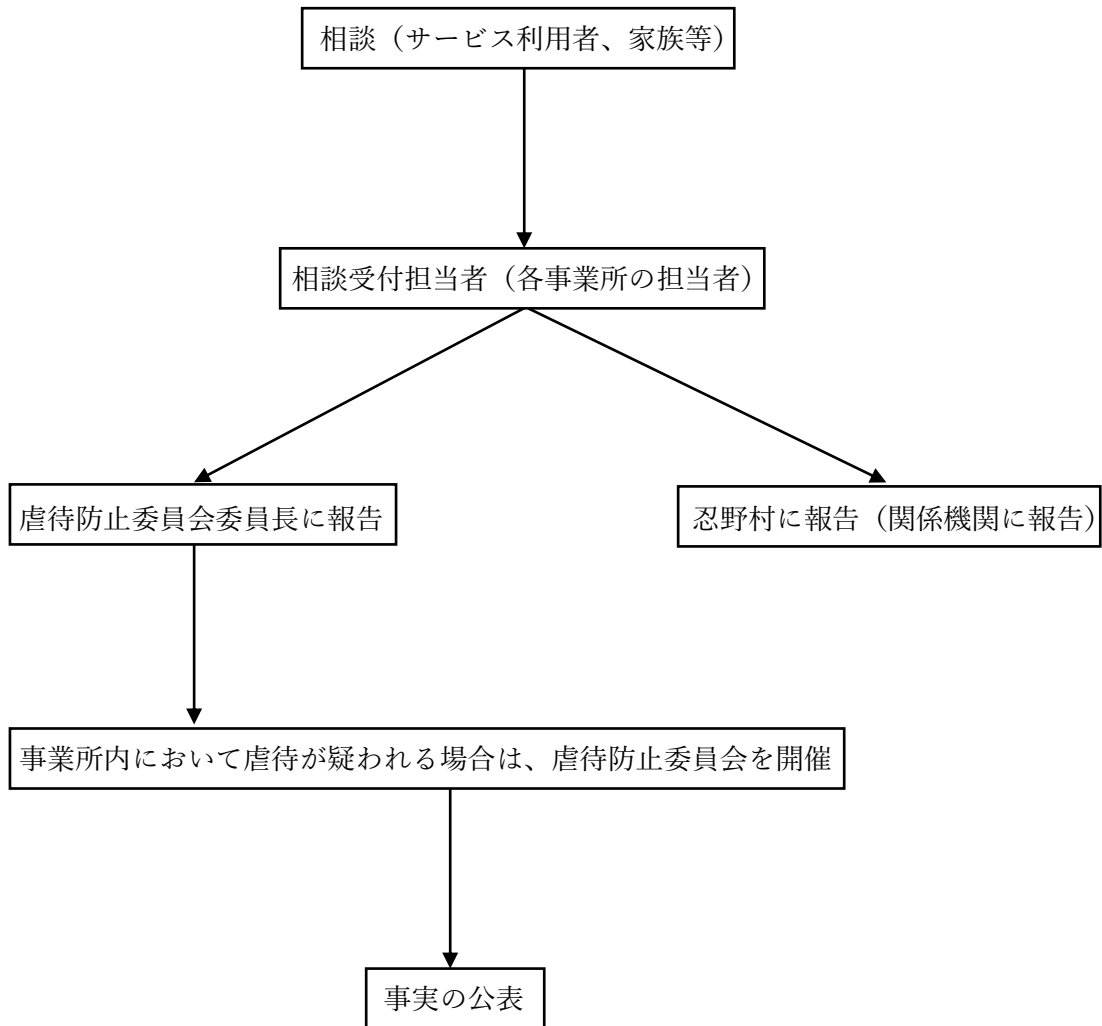 相談（サービス利用者、家族等）
相談受付担当者（各事業所の担当者）
虐待防止委員会委員長に報告
忍野村に報告（関係機関に報告）
事業所内において虐待が疑われる場合は、虐待防止委員会を開催
事実の公表